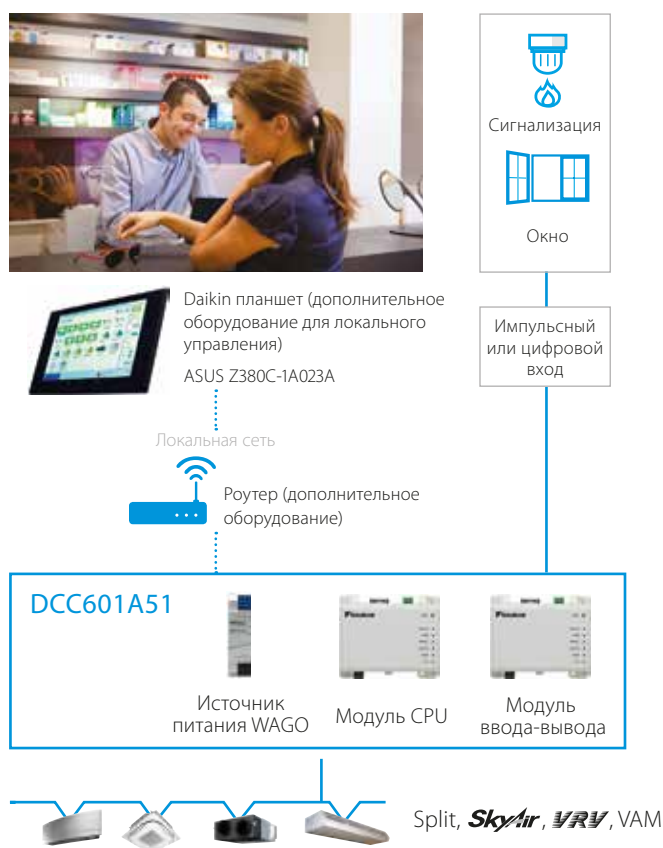 Сигнализация
Окно
Daikin планшет (дополнительное
оборудование для локального
управления)
ASUS Z380C-1A023A
Импульсный
или цифровой
вход
Локальная сеть
Роутер (дополнительное
оборудование)
DCC601A51
Источник
питания WAGO
Модуль CPU
Модуль
ввода-вывода
Split, SkyAir, VRV, VAM